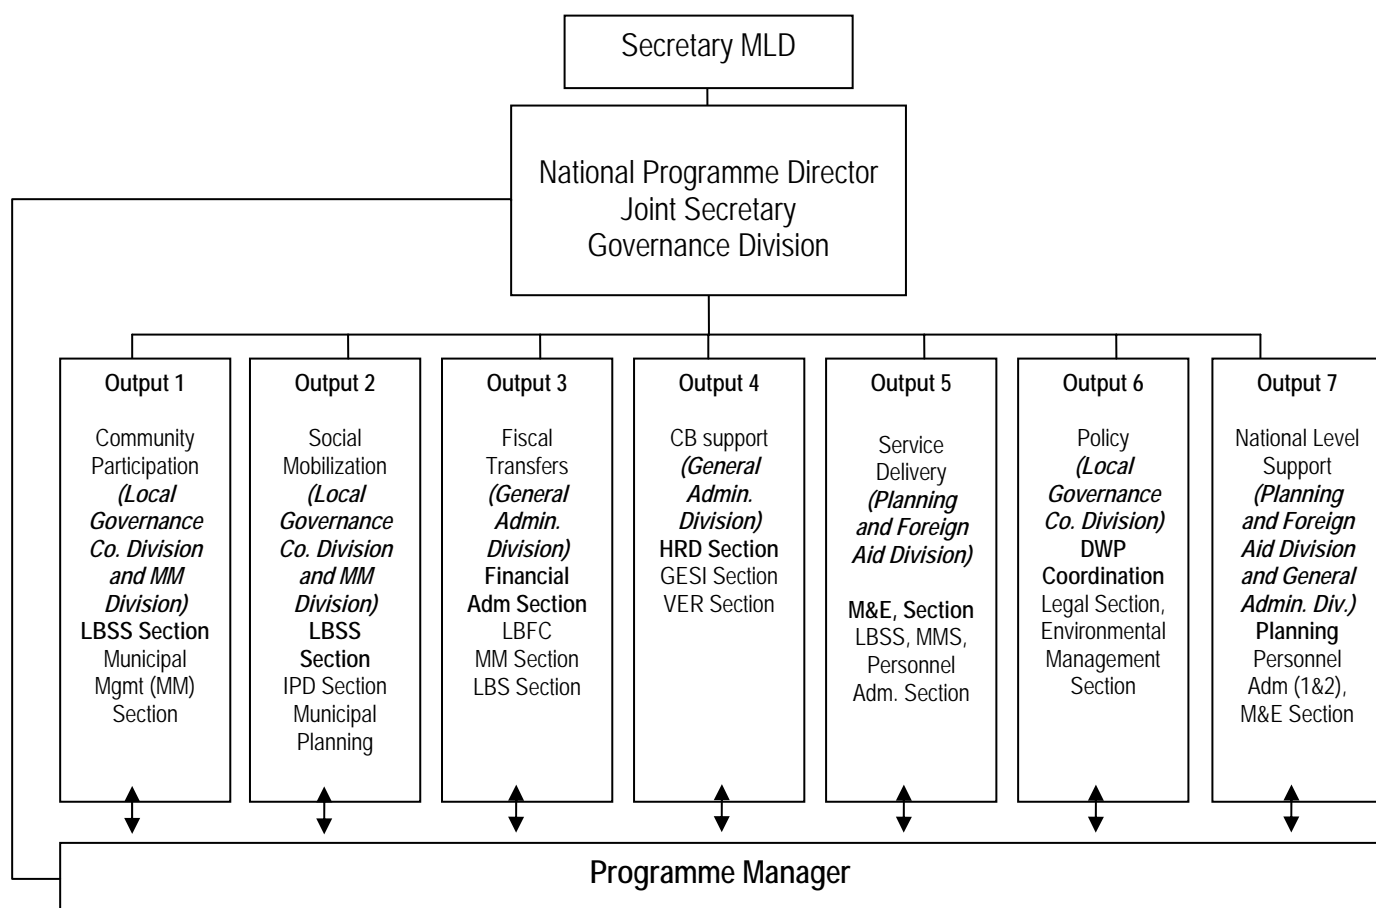 Secretary MLD
National Programme Director
Joint Secretary
Governance Division
Output 1
Community
Participation
(Local
Governance
Co. Division
and MM
Division)
LBSS Section
Municipal
Mgmt (MM)
Section
Output 2
Social
Mobilization
(Local
Governance
Co. Division
and MM
Division)
LBSS
Section
IPD Section
Municipal
Planning
Output 3
Fiscal
Transfers
(General
Admin.
Division)
Financial
Adm Section
LBFC
MM Section
LBS Section
Output 4
CB support
(General
Admin.
Division)
HRD Section
GESI Section
VER Section
Output 5
Service
Delivery
(Planning
and Foreign
Aid Division)
M&E, Section
LBSS, MMS,
Personnel
Adm. Section
Output 6
Policy
(Local
Governance
Co. Division)
DWP
Coordination
Legal Section,
Environmental
Management
Section
Output 7
National Level
Support
(Planning
and Foreign
Aid Division
and General
Admin. Div.)
Planning
Personnel
Adm (1&2),
M&E Section
Programme Manager